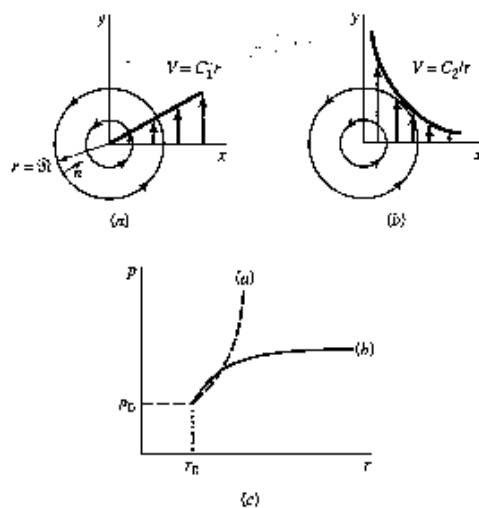 y
V = C₁r
x
r = ℜ
n̂
(a)
y
V = C₂/r
x
(b)
p
(a)
(b)
p₀
r₀
r
(c)